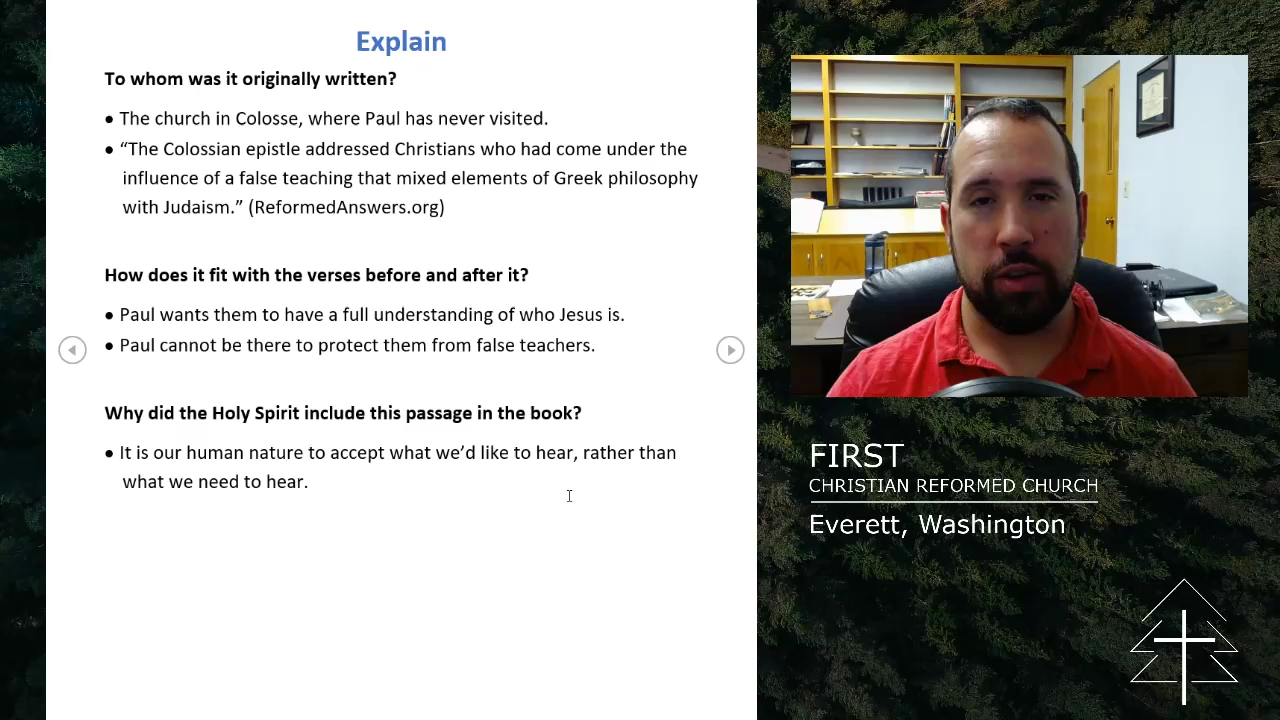 Explain
To whom was it originally written?
• The church in Colosse, where Paul has never visited.
• “The Colossian epistle addressed Christians who had come under the
influence of a false teaching that mixed elements of Greek philosophy
with Judaism.” (ReformedAnswers.org)
How does it fit with the verses before and after it?
• Paul wants them to have a full understanding of who Jesus is.
• Paul cannot be there to protect them from false teachers.
Why did the Holy Spirit include this passage in the book?
• It is our human nature to accept what we’d like to hear, rather than
what we need to hear.
FIRST
CHRISTIAN REFORMED CHURCH
Everett, Washington